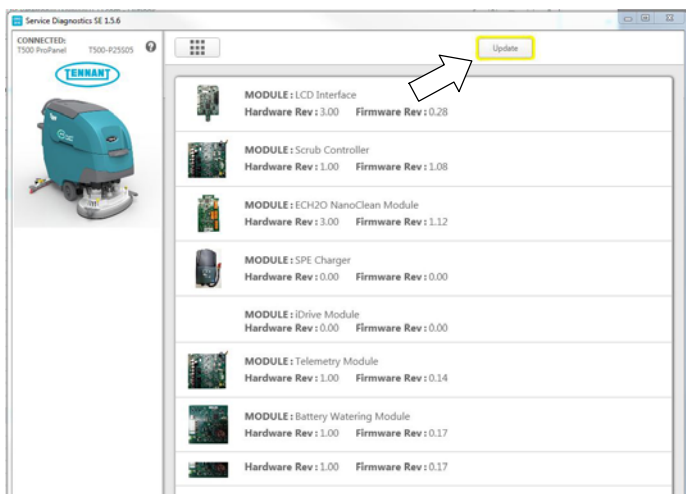 Service Diagnostics SE 1.5.6
CONNECTED:
T500 ProPanel T500-P25S05
?
TENNANT
Update
MODULE: LCD Interface
Hardware Rev: 3.00 Firmware Rev: 0.28
MODULE: Scrub Controller
Hardware Rev: 1.00 Firmware Rev: 1.08
MODULE: ECH2O NanoClean Module
Hardware Rev: 3.00 Firmware Rev: 1.12
MODULE: SPE Charger
Hardware Rev: 0.00 Firmware Rev: 0.00
MODULE: iDrive Module
Hardware Rev: 0.00 Firmware Rev: 0.00
MODULE: Telemetry Module
Hardware Rev: 1.00 Firmware Rev: 0.14
MODULE: Battery Watering Module
Hardware Rev: 1.00 Firmware Rev: 0.17
Hardware Rev: 1.00 Firmware Rev: 0.17